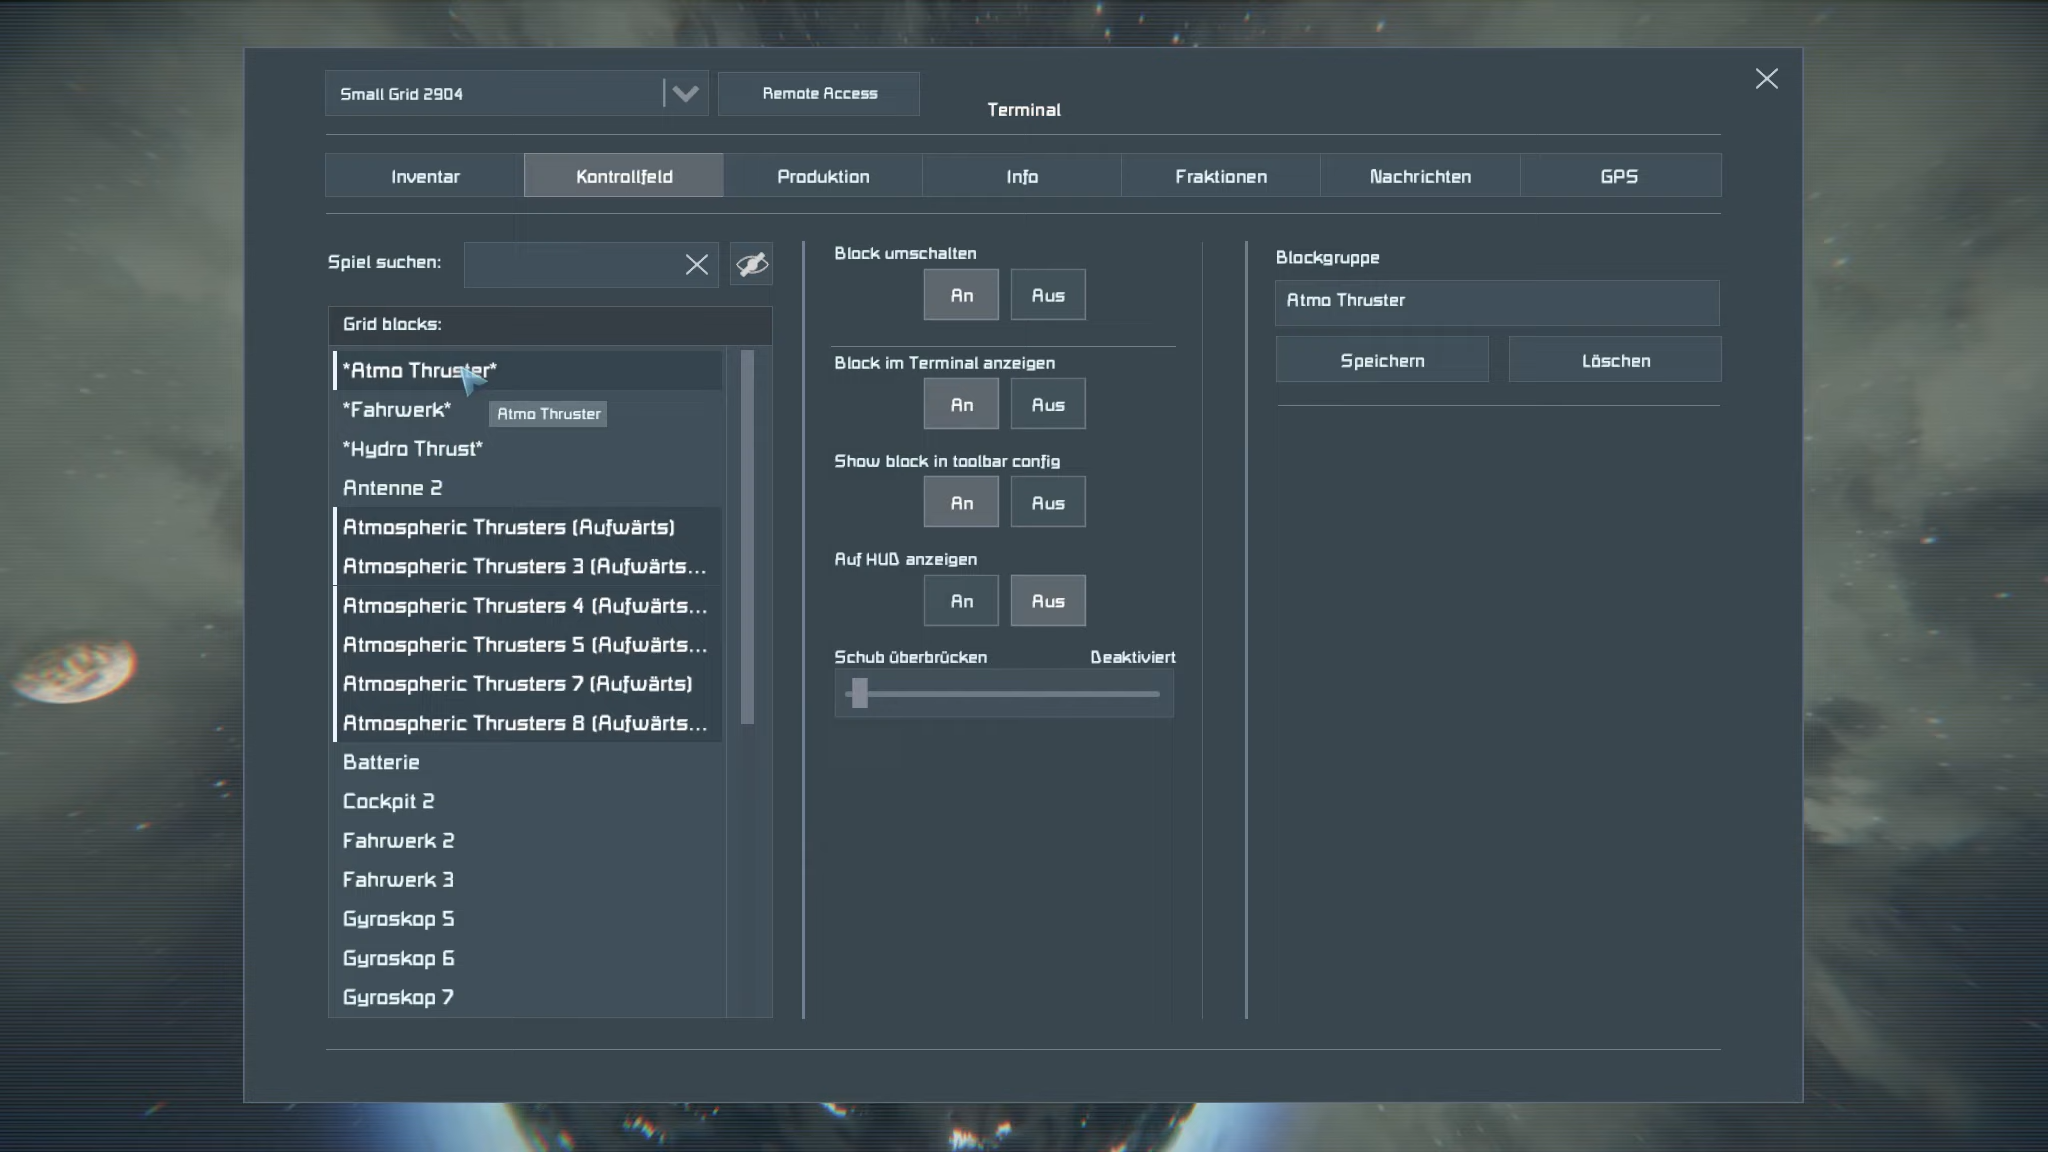 Small Grid 2904
Remote Access
Terminal
Inventar
Kontrollfeld
Produktion
Info
Fraktionen
Nachrichten
GPS
Spiel suchen:
Grid blocks:
*Atmo Thruster*
*Fahrwerk*
Atmo Thruster
*Hydro Thrust*
Antenne 2
Atmospheric Thrusters (Aufwärts)
Atmospheric Thrusters 3 (Aufwärts...
Atmospheric Thrusters 4 (Aufwärts...
Atmospheric Thrusters 5 (Aufwärts...
Atmospheric Thrusters 7 (Aufwärts)
Atmospheric Thrusters 8 (Aufwärts...
Batterie
Cockpit 2
Fahrwerk 2
Fahrwerk 3
Gyroskop 5
Gyroskop 6
Gyroskop 7
Block umschalten
An Aus
Block im Terminal anzeigen
An Aus
Show block in toolbar config
An Aus
Auf HUD anzeigen
An Aus
Schub überbrücken Deaktiviert
Blockgruppe
Atmo Thruster
Speichern Löschen